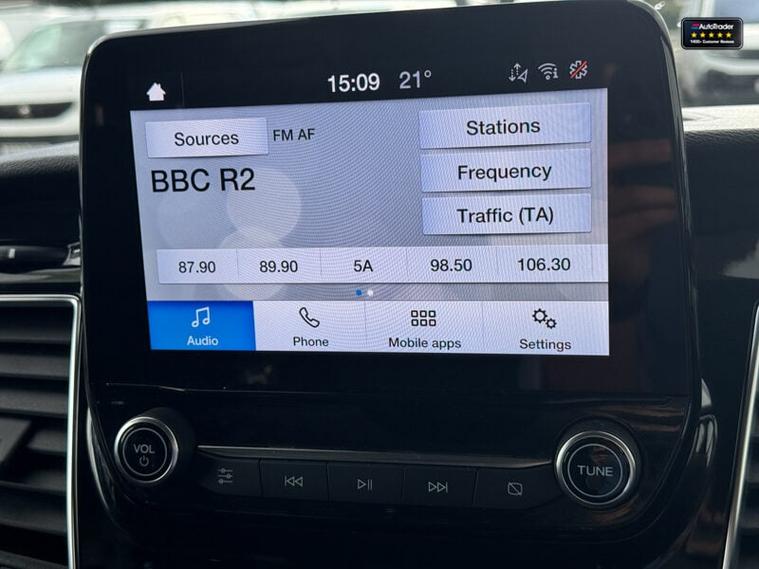 AutoTrader
15:09 21°
Sources FM AF Stations
BBC R2 Frequency
Traffic (TA)
87.90 89.90 5A 98.50 106.30
Audio Phone Mobile apps Settings
VOL
TUNE